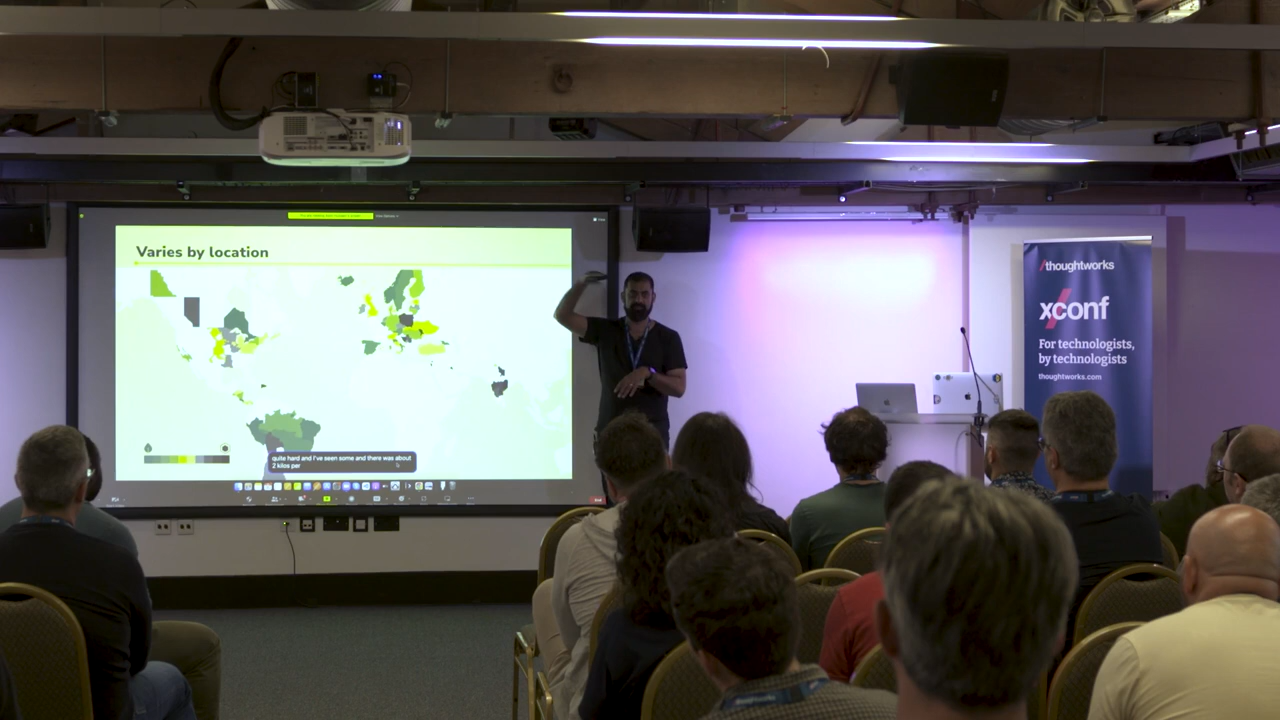 Varies by location
quite hard and I've seen some and there was about
2 kilos per
/thoughtworks
xconf
For technologists,
by technologists
thoughtworks.com